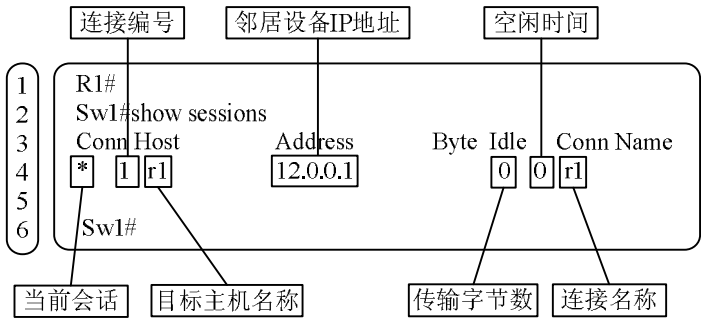 连接编号 邻居设备IP地址 空闲时间
1 R1#
2 Sw1#show sessions
3 Conn Host Address Byte Idle Conn Name
4 * 1 r1 12.0.0.1 0 0 r1
5
6 Sw1#
当前会话 目标主机名称 传输字节数 连接名称